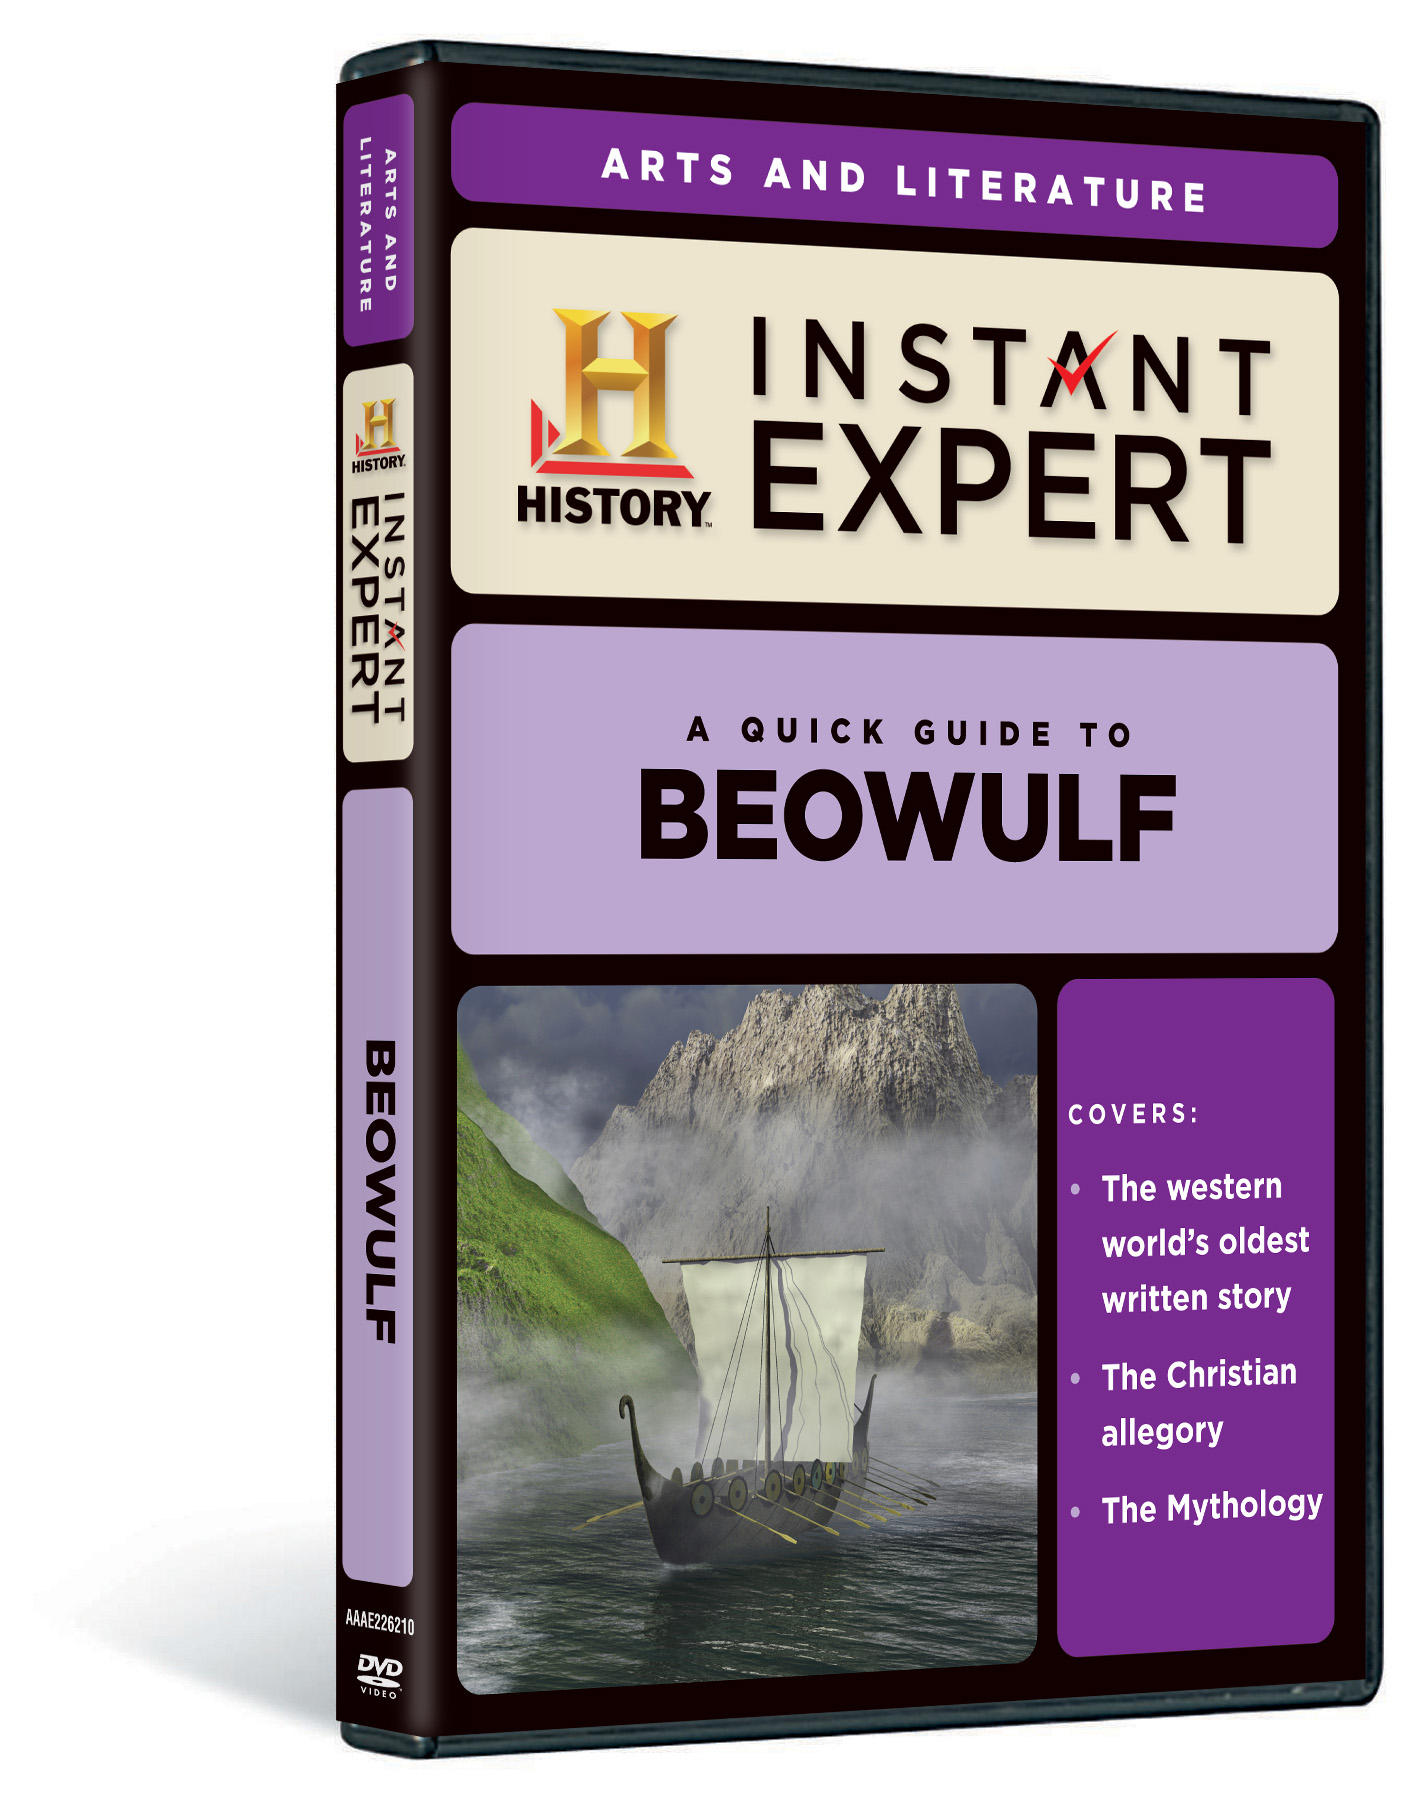 ARTS AND LITERATURE
HISTORY™
INSTANT
EXPERT
A QUICK GUIDE TO
BEOWULF
COVERS:
• The western
world's oldest
written story
• The Christian
allegory
• The Mythology
ARTS AND
LITERATURE
HISTORY
INSTANT
EXPERT
BEOWULF
AAAE226210
DVD
VIDEO